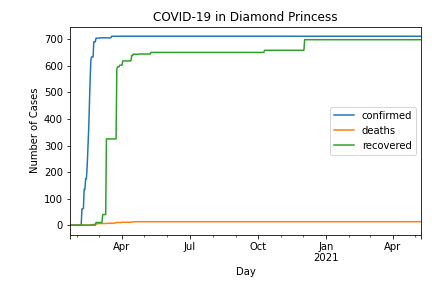 COVID-19 in Diamond Princess
Number of Cases
700
600
500
400
300
200
100
0
confirmed
deaths
recovered
Apr
Jul
Oct
Jan
2021
Apr
Day